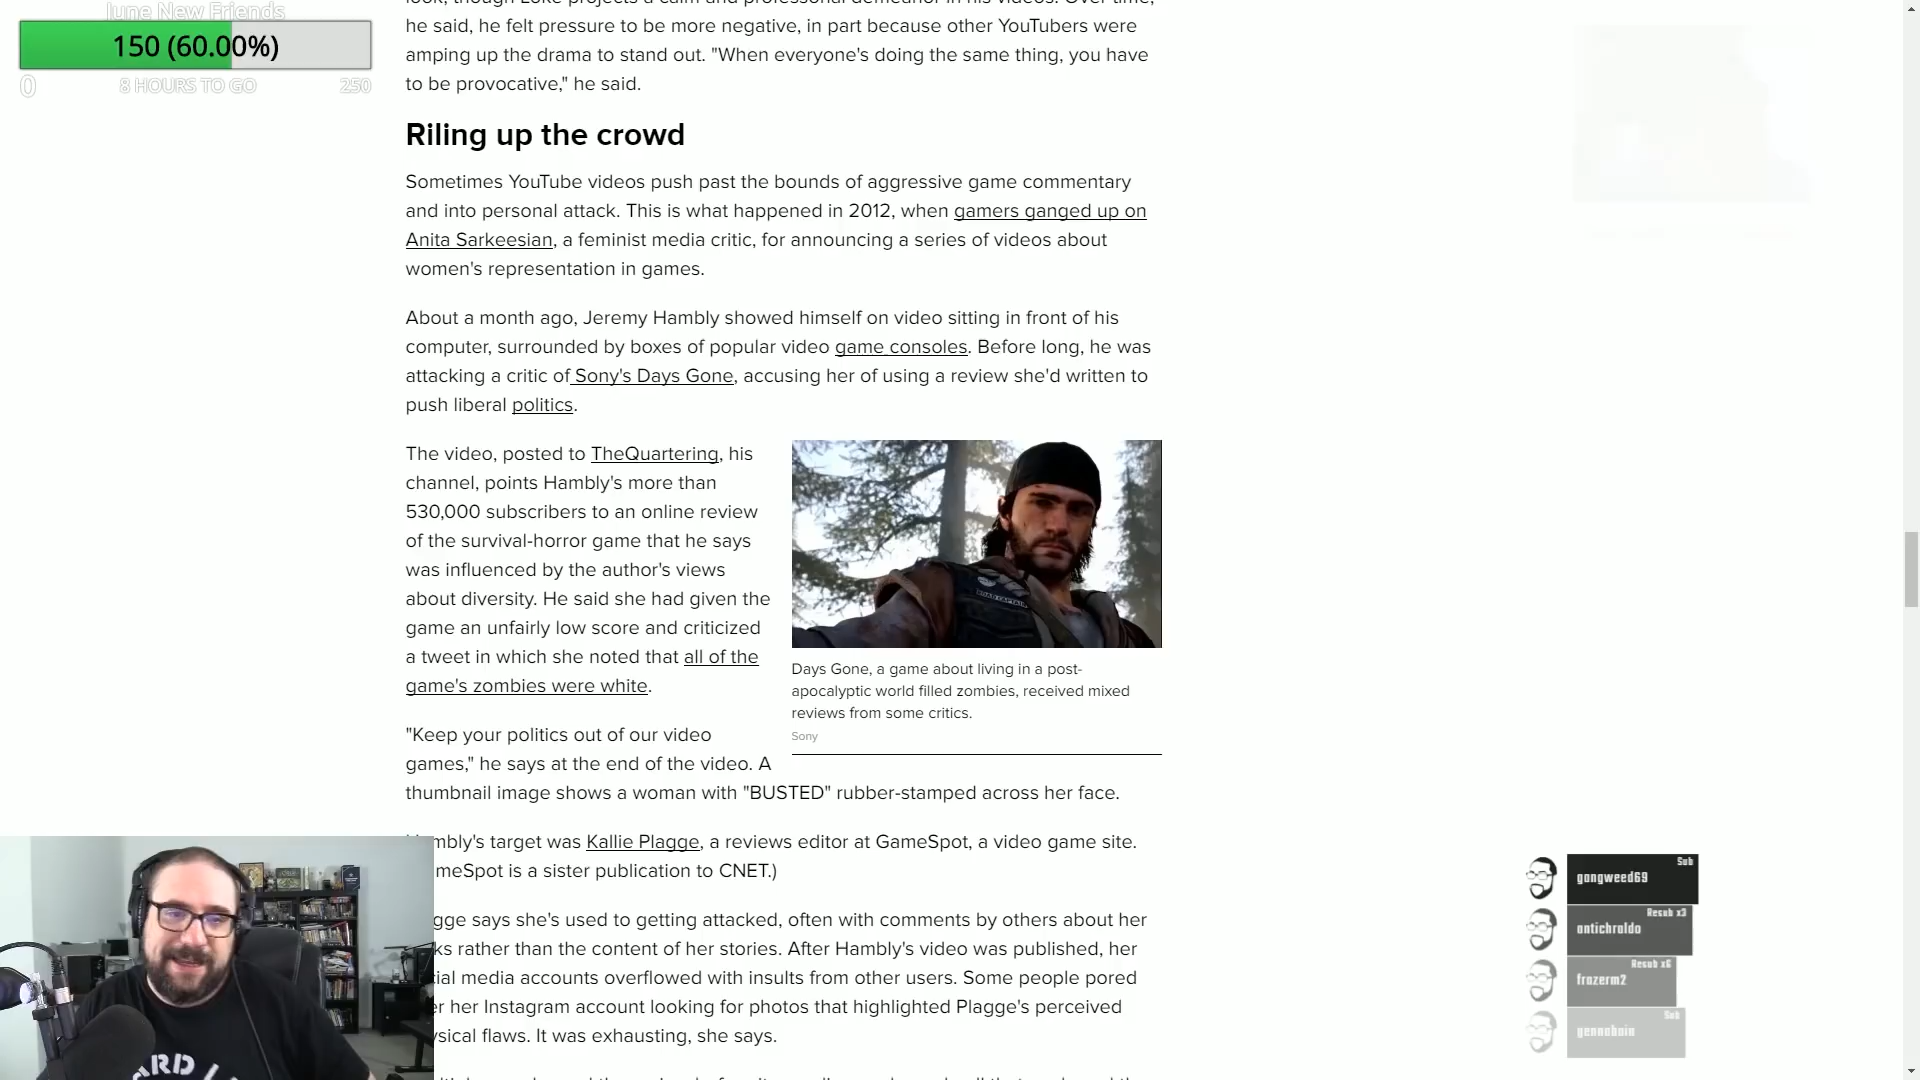 June New Friends
150 (60.00%)
0 8 HOURS TO GO 250
he said, he felt pressure to be more negative, in part because other YouTubers were
amping up the drama to stand out. "When everyone's doing the same thing, you have
to be provocative," he said.
Riling up the crowd
Sometimes YouTube videos push past the bounds of aggressive game commentary
and into personal attack. This is what happened in 2012, when gamers ganged up on
Anita Sarkeesian, a feminist media critic, for announcing a series of videos about
women's representation in games.
About a month ago, Jeremy Hambly showed himself on video sitting in front of his
computer, surrounded by boxes of popular video game consoles. Before long, he was
attacking a critic of Sony's Days Gone, accusing her of using a review she'd written to
push liberal politics.
The video, posted to TheQuartering, his
channel, points Hambly's more than
530,000 subscribers to an online review
of the survival-horror game that he says
was influenced by the author's views
about diversity. He said she had given the
game an unfairly low score and criticized
a tweet in which she noted that all of the
game's zombies were white.
Days Gone, a game about living in a post-
apocalyptic world filled zombies, received mixed
reviews from some critics.
Sony
"Keep your politics out of our video
games," he says at the end of the video. A
thumbnail image shows a woman with "BUSTED" rubber-stamped across her face.
mbly's target was Kallie Plagge, a reviews editor at GameSpot, a video game site.
meSpot is a sister publication to CNET.)
gge says she's used to getting attacked, often with comments by others about her
ks rather than the content of her stories. After Hambly's video was published, her
ial media accounts overflowed with insults from other users. Some people pored
r her Instagram account looking for photos that highlighted Plagge's perceived
ysical flaws. It was exhausting, she says.
Sub
gongweed69
Resub x3
antichraldo
Resub x6
frazerm2
Sub